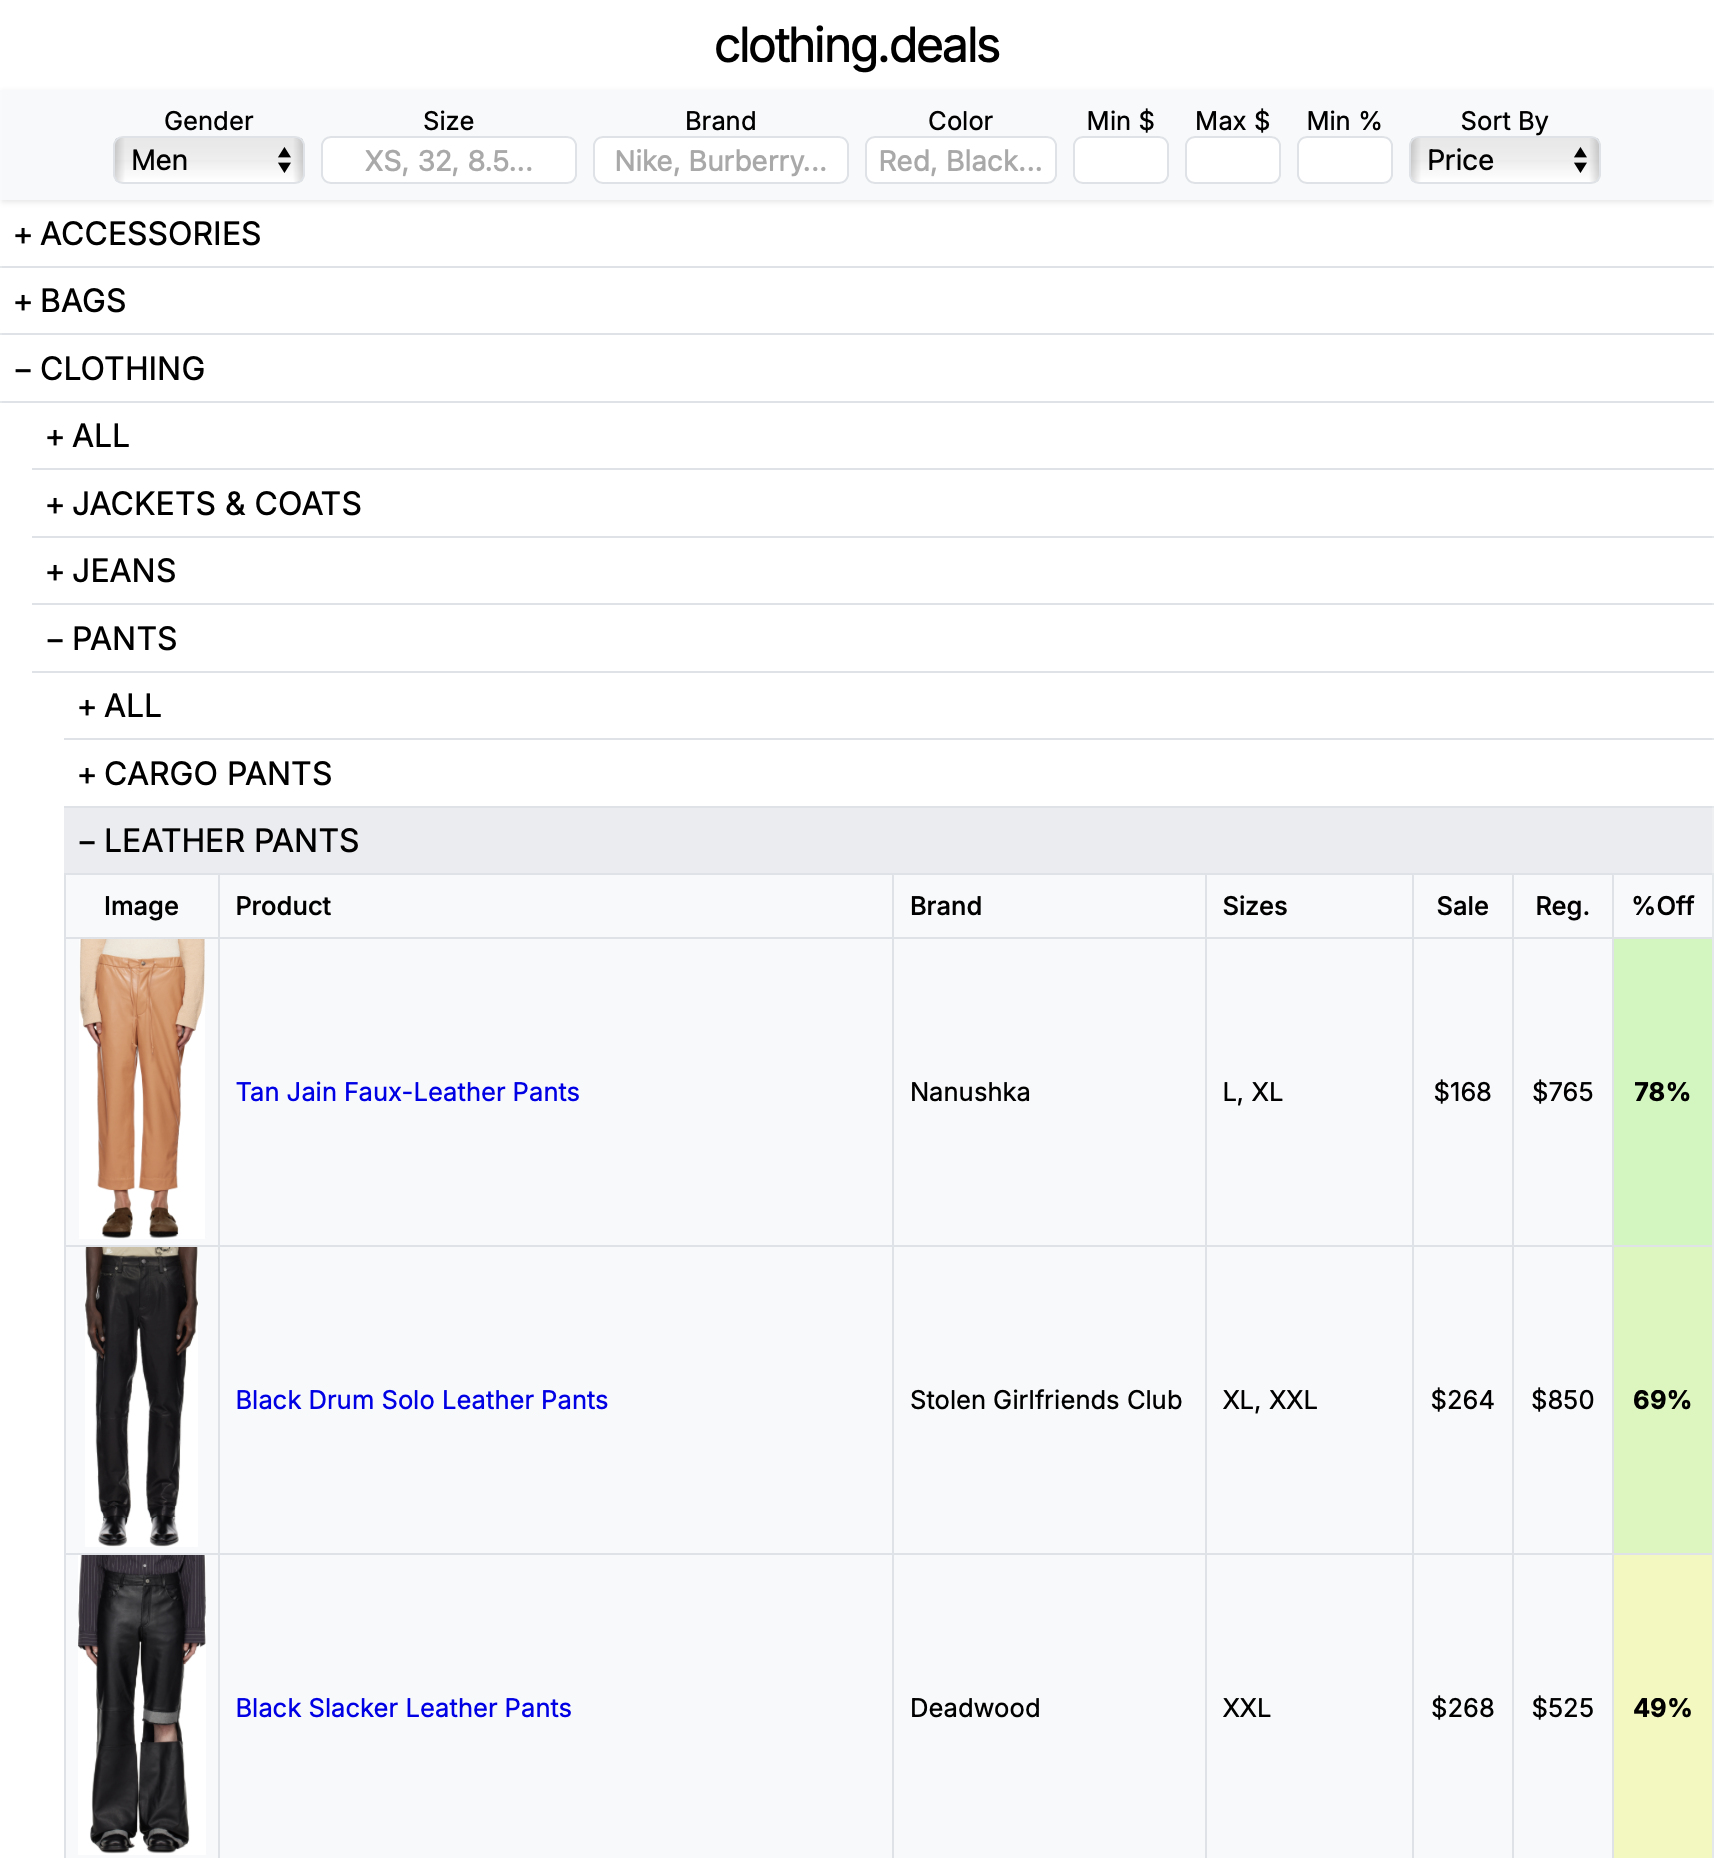 clothing.deals
Gender Size Brand Color Min $ Max $ Min % Sort By
Men XS, 32, 8.5... Nike, Burberry... Red, Black... Price
+ ACCESSORIES
+ BAGS
– CLOTHING
+ ALL
+ JACKETS & COATS
+ JEANS
– PANTS
+ ALL
+ CARGO PANTS
– LEATHER PANTS
Image Product Brand Sizes Sale Reg. %Off
Tan Jain Faux-Leather Pants Nanushka L, XL $168 $765 78%
Black Drum Solo Leather Pants Stolen Girlfriends Club XL, XXL $264 $850 69%
Black Slacker Leather Pants Deadwood XXL $268 $525 49%